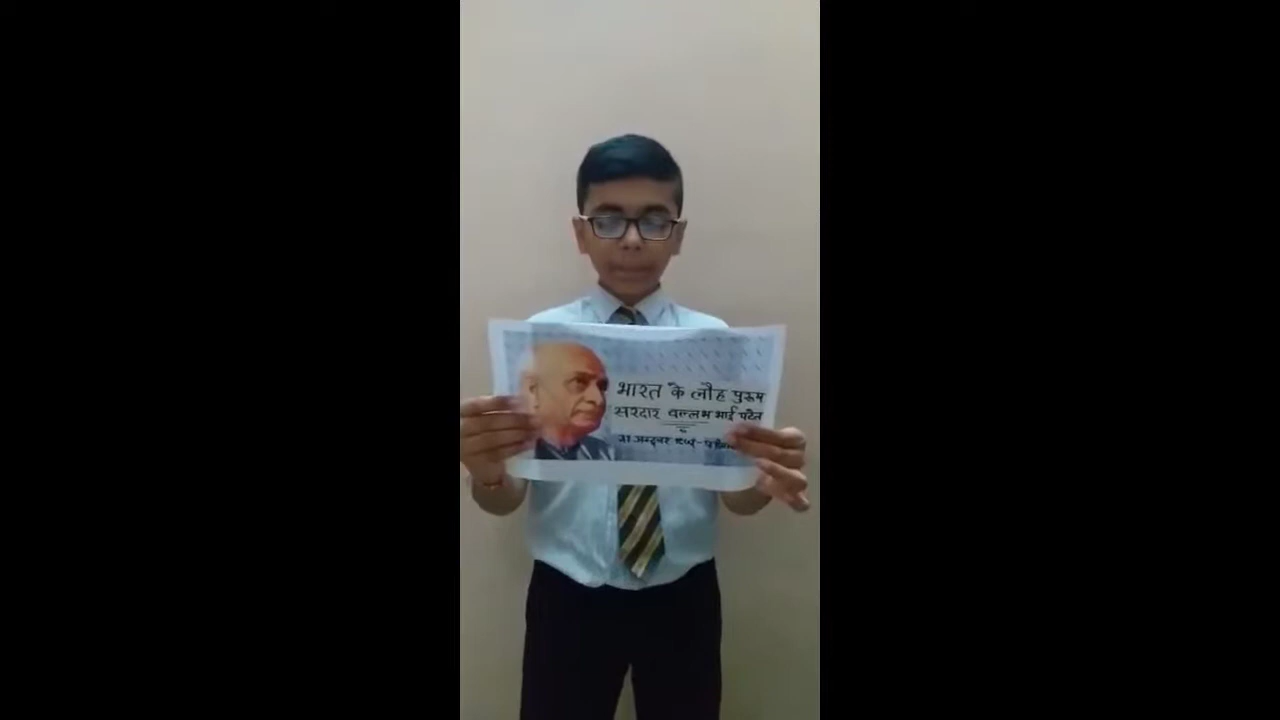 भारत के लौह पुरुष
सरदार वल्लभ भाई पटेल
३१ अक्टूबर